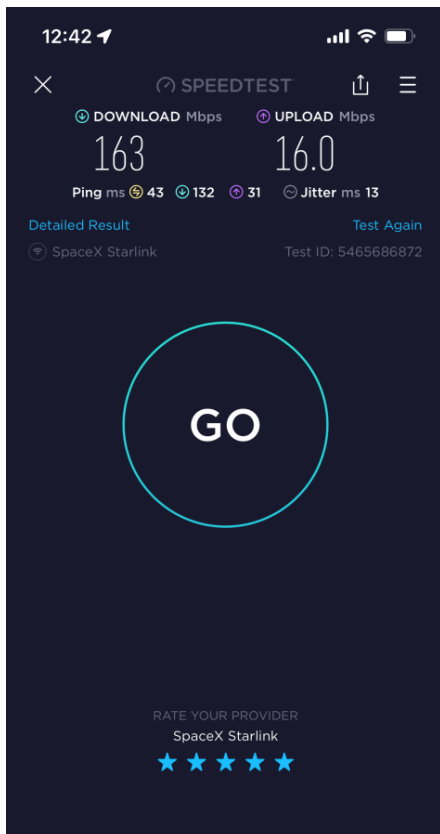 12:42
SPEEDTEST
DOWNLOAD Mbps UPLOAD Mbps
163 16.0
Ping ms 43 132 31 Jitter ms 13
Detailed Result Test Again
SpaceX Starlink Test ID: 5465686872
GO
RATE YOUR PROVIDER
SpaceX Starlink